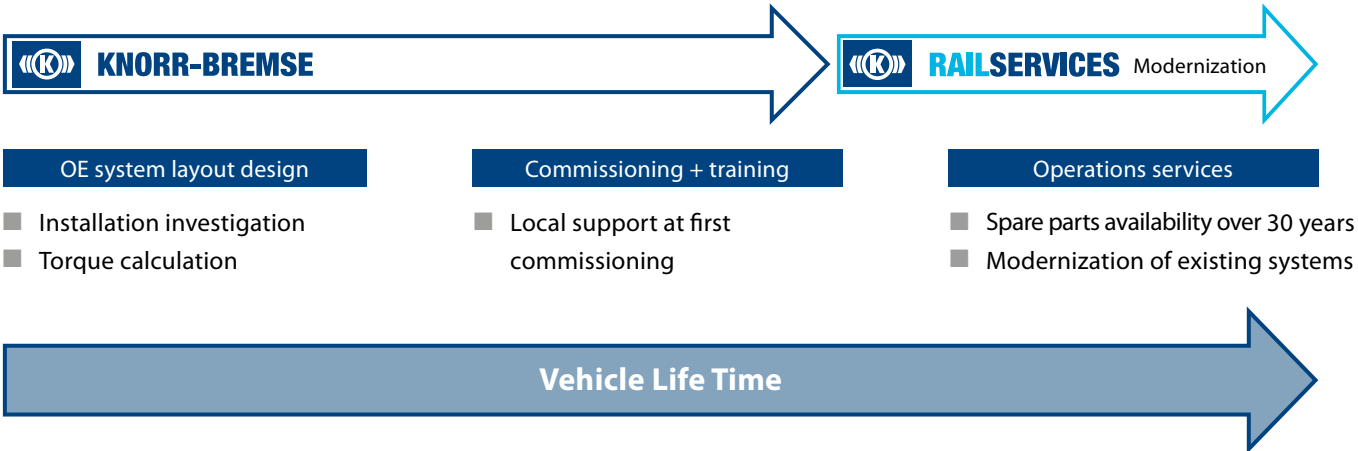 KNORR-BREMSE
RAILSERVICES Modernization
OE system layout design
Installation investigation
Torque calculation
Commissioning + training
Local support at first
commissioning
Operations services
Spare parts availability over 30 years
Modernization of existing systems
Vehicle Life Time